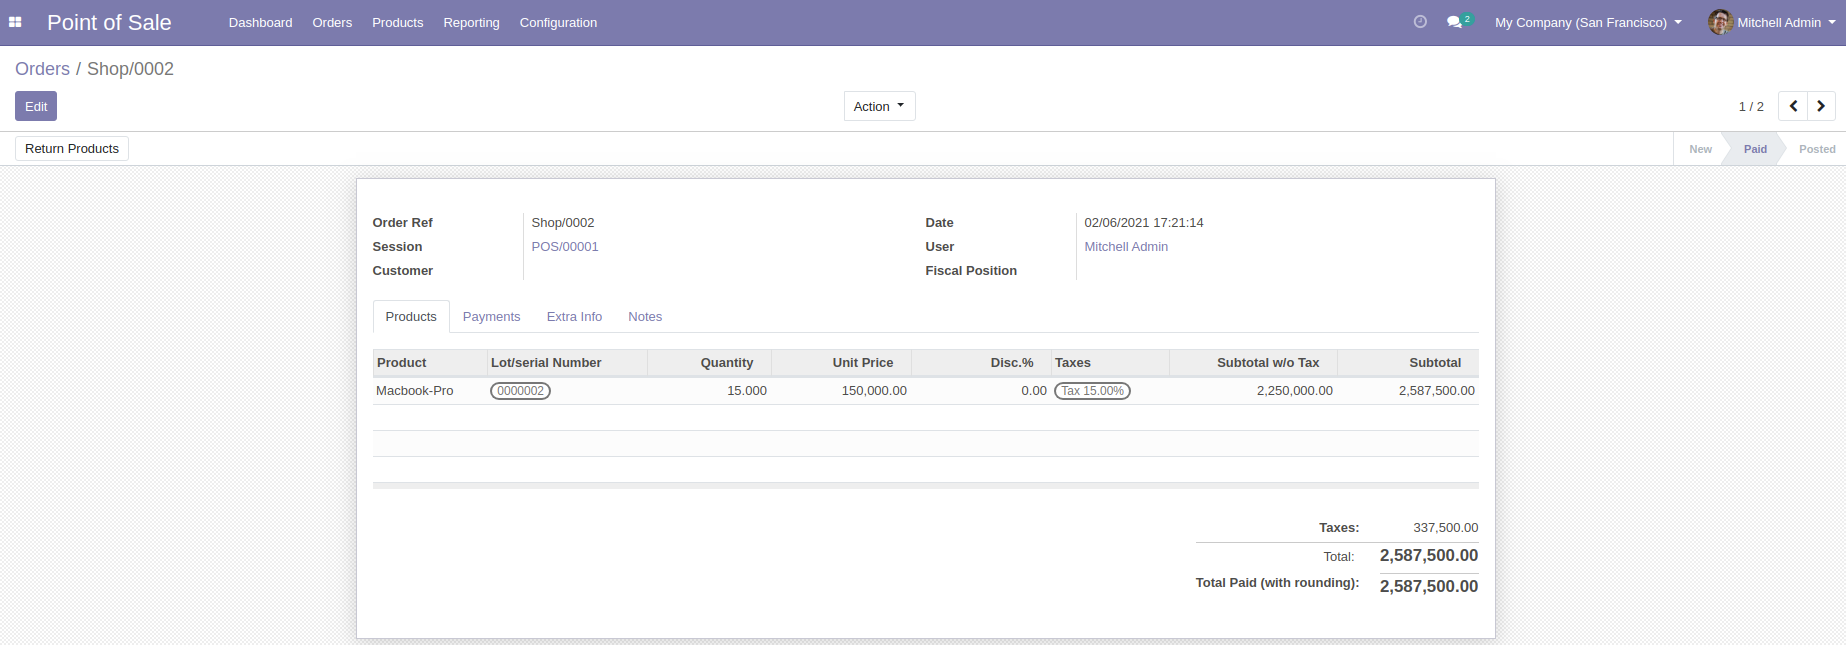 Point of Sale Dashboard Orders Products Reporting Configuration 2 My Company (San Francisco) Mitchell Admin
Orders / Shop/0002
Edit Action 1 / 2
Return Products New Paid Posted
Order Ref Shop/0002 Date 02/06/2021 17:21:14
Session POS/00001 User Mitchell Admin
Customer Fiscal Position
Products Payments Extra Info Notes
Product Lot/serial Number Quantity Unit Price Disc.% Taxes Subtotal w/o Tax Subtotal
Macbook-Pro 0000002 15.000 150,000.00 0.00 Tax 15.00% 2,250,000.00 2,587,500.00
Taxes: 337,500.00
Total: 2,587,500.00
Total Paid (with rounding): 2,587,500.00